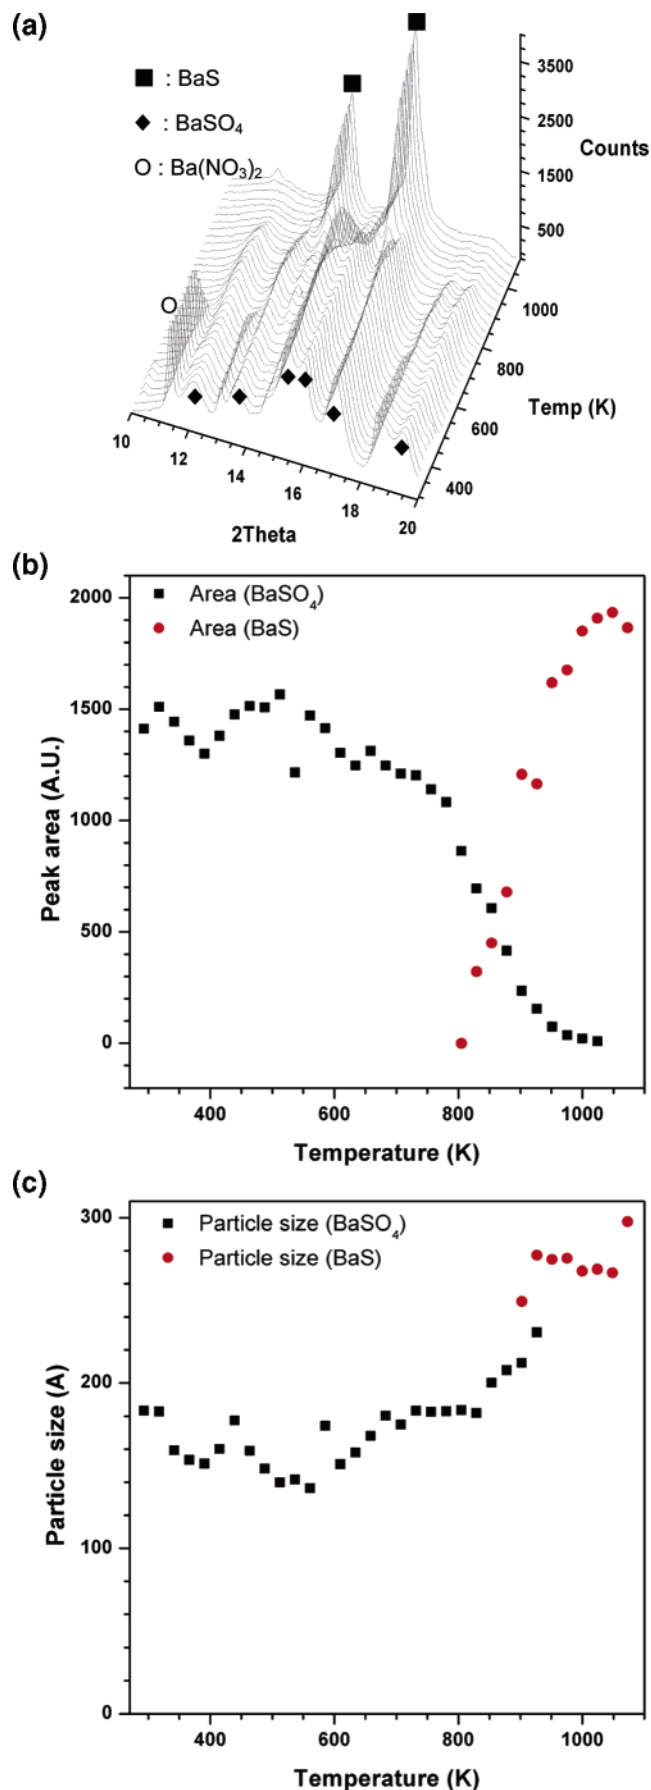 (a)
■ : BaS
◆ : BaSO₄
O : Ba(NO₃)₂
3500
2500
Counts
1500
500
O
1000
800
Temp (K)
600
400
10
12
14
16
18
20
2Theta
(b)
2000
Area (BaSO₄)
Area (BaS)
1500
1000
500
0
Peak area (A.U.)
400 600 800 1000
Temperature (K)
(c)
300
Particle size (BaSO₄)
Particle size (BaS)
200
100
0
Particle size (A)
400 600 800 1000
Temperature (K)